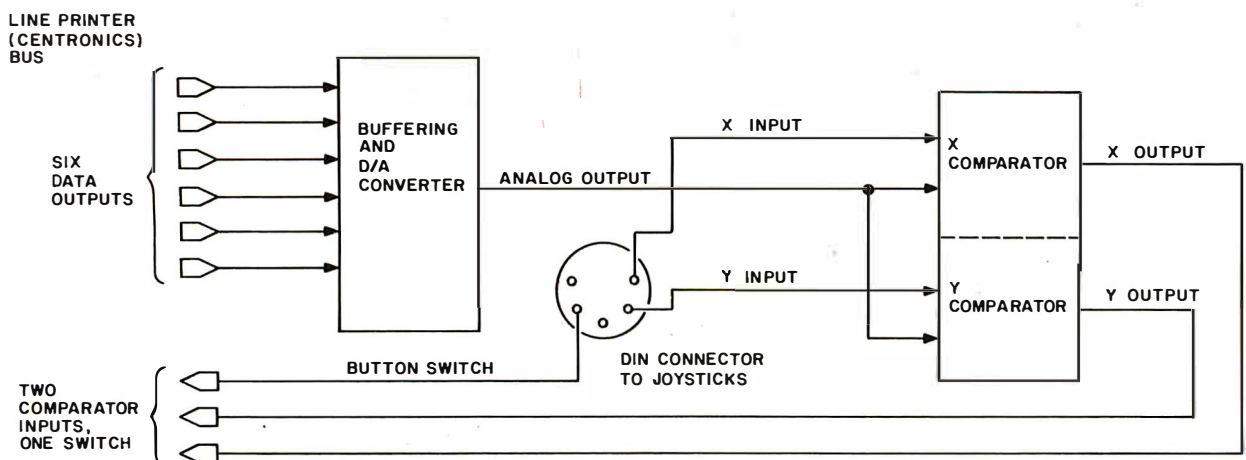 LINE PRINTER
(CENTRONICS)
BUS
SIX
DATA
OUTPUTS
BUFFERING
AND
D/A
CONVERTER
ANALOG OUTPUT
X INPUT
X
COMPARATOR
X OUTPUT
Y INPUT
Y
COMPARATOR
Y OUTPUT
DIN CONNECTOR
TO JOYSTICKS
BUTTON SWITCH
TWO
COMPARATOR
INPUTS,
ONE SWITCH